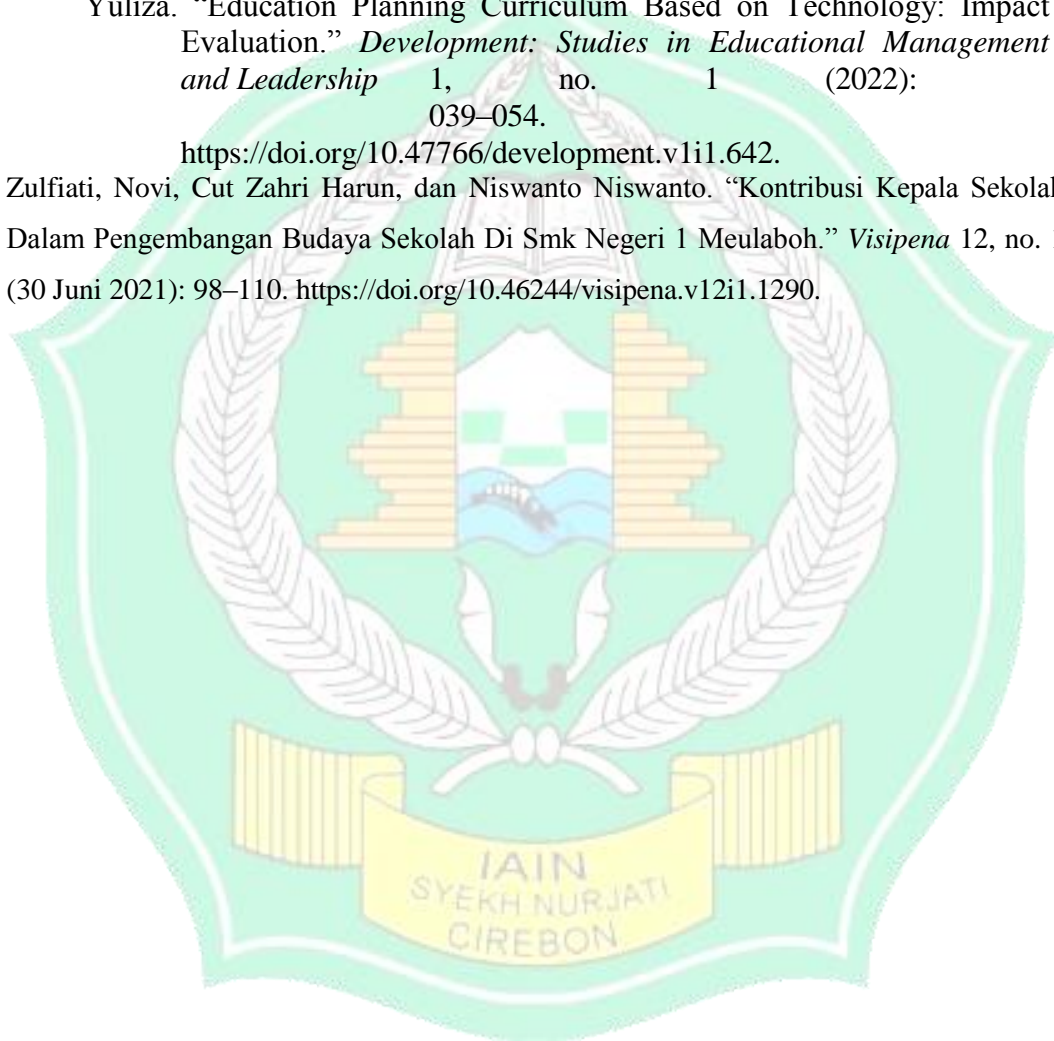 Yuliza. “Education Planning Curriculum Based on Technology: Impact
Evaluation.” Development: Studies in Educational Management
and Leadership 1, no. 1 (2022):
039–054.
https://doi.org/10.47766/development.v1i1.642.
Zulfiati, Novi, Cut Zahri Harun, dan Niswanto Niswanto. “Kontribusi Kepala Sekolah
Dalam Pengembangan Budaya Sekolah Di Smk Negeri 1 Meulaboh.” Visipena 12, no. 1
(30 Juni 2021): 98–110. https://doi.org/10.46244/visipena.v12i1.1290.
IAIN
SYEKH NURJATI
CIREBON